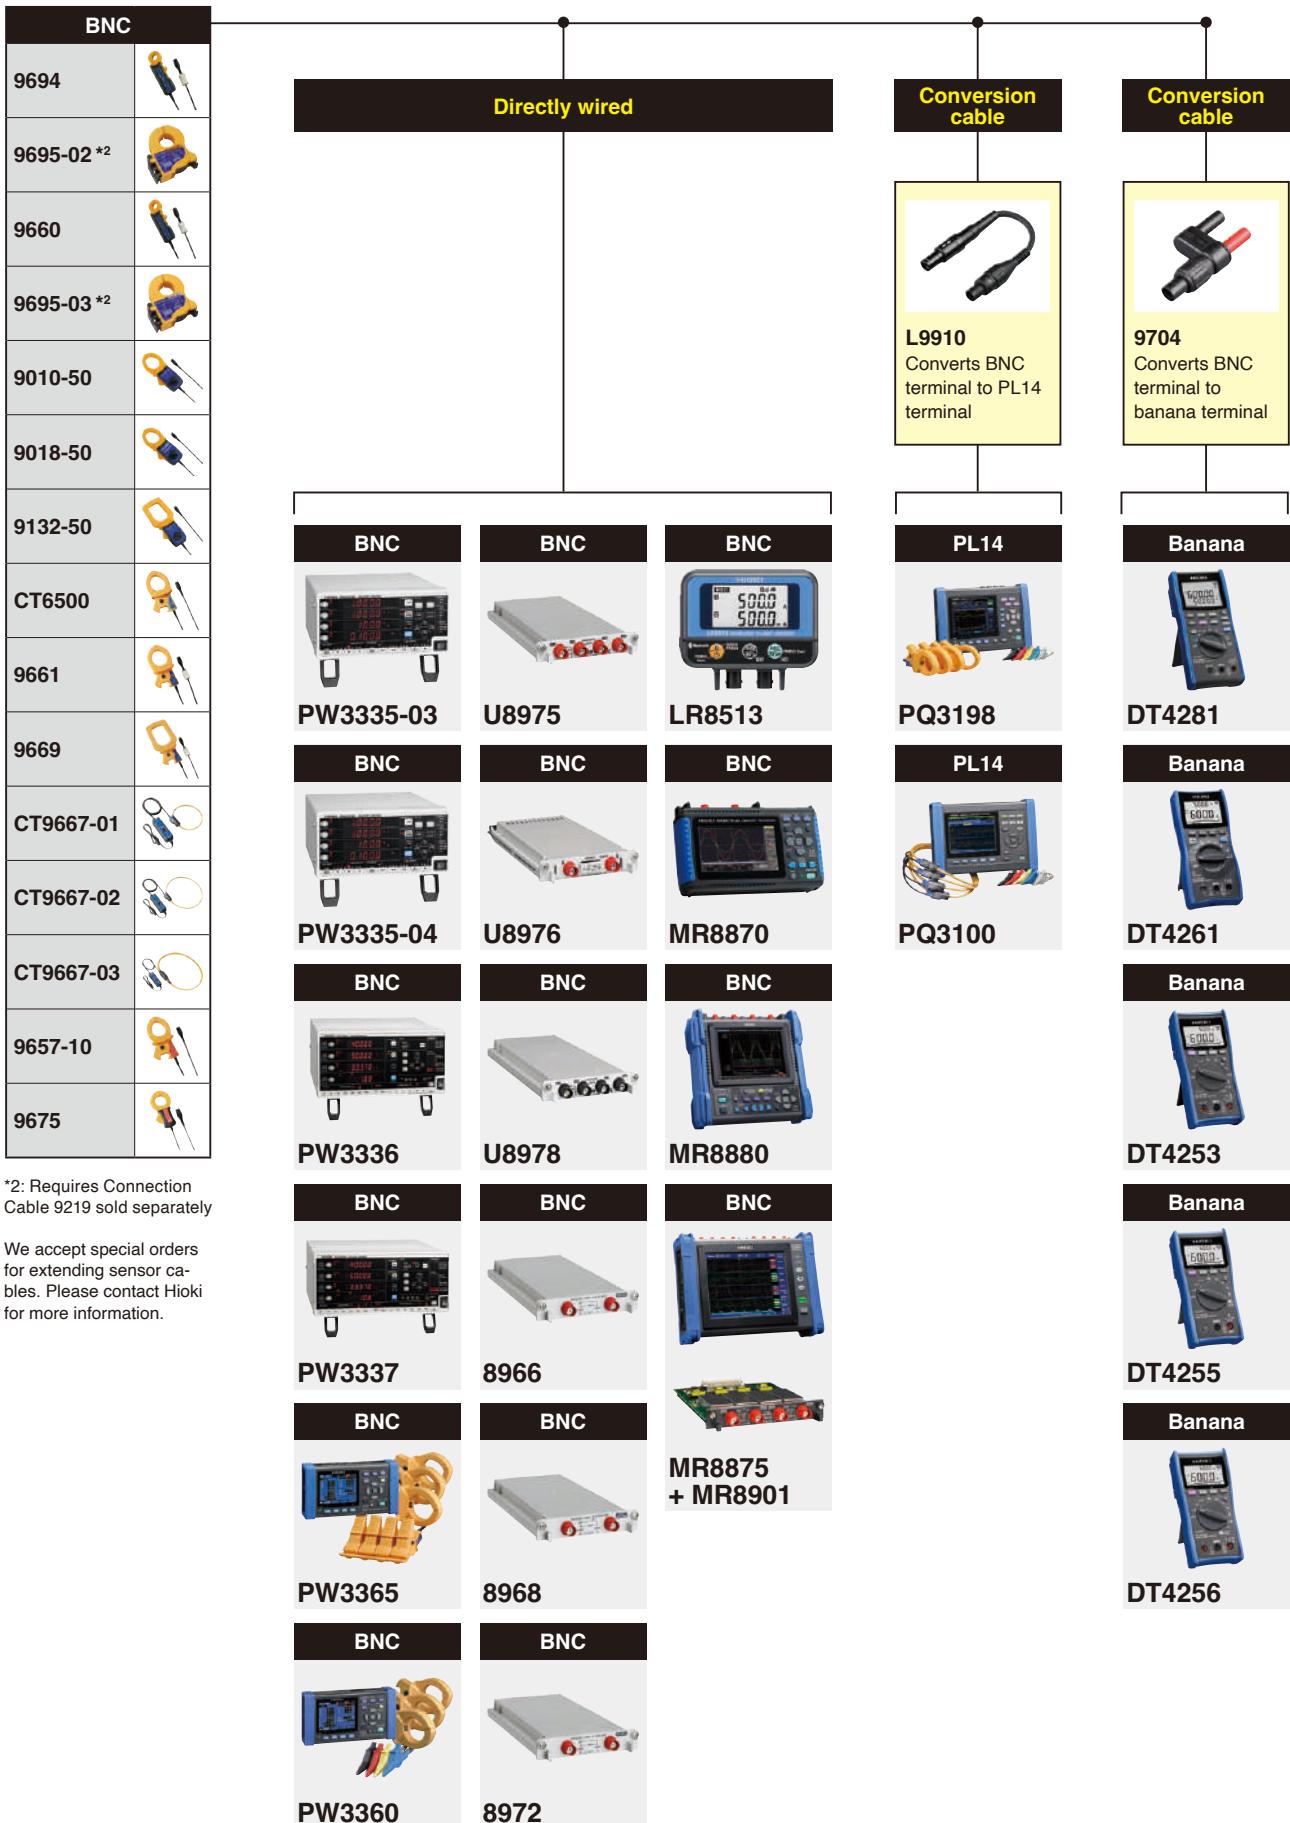 BNC
9694
9695-02 *2
9660
9695-03 *2
9010-50
9018-50
9132-50
CT6500
9661
9669
CT9667-01
CT9667-02
CT9667-03
9657-10
9675
*2: Requires Connection
Cable 9219 sold separately
We accept special orders
for extending sensor ca-
bles. Please contact Hioki
for more information.
Directly wired
Conversion
cable
L9910
Converts BNC
terminal to PL14
terminal
Conversion
cable
9704
Converts BNC
terminal to
banana terminal
BNC
PW3335-03
BNC
U8975
BNC
LR8513
PL14
PQ3198
Banana
DT4281
BNC
PW3335-04
BNC
U8976
BNC
MR8870
PL14
PQ3100
Banana
DT4261
BNC
PW3336
BNC
U8978
BNC
MR8880
Banana
DT4253
BNC
PW3337
BNC
8966
BNC
MR8875
+ MR8901
Banana
DT4255
BNC
PW3365
BNC
8968
Banana
DT4256
BNC
PW3360
BNC
8972